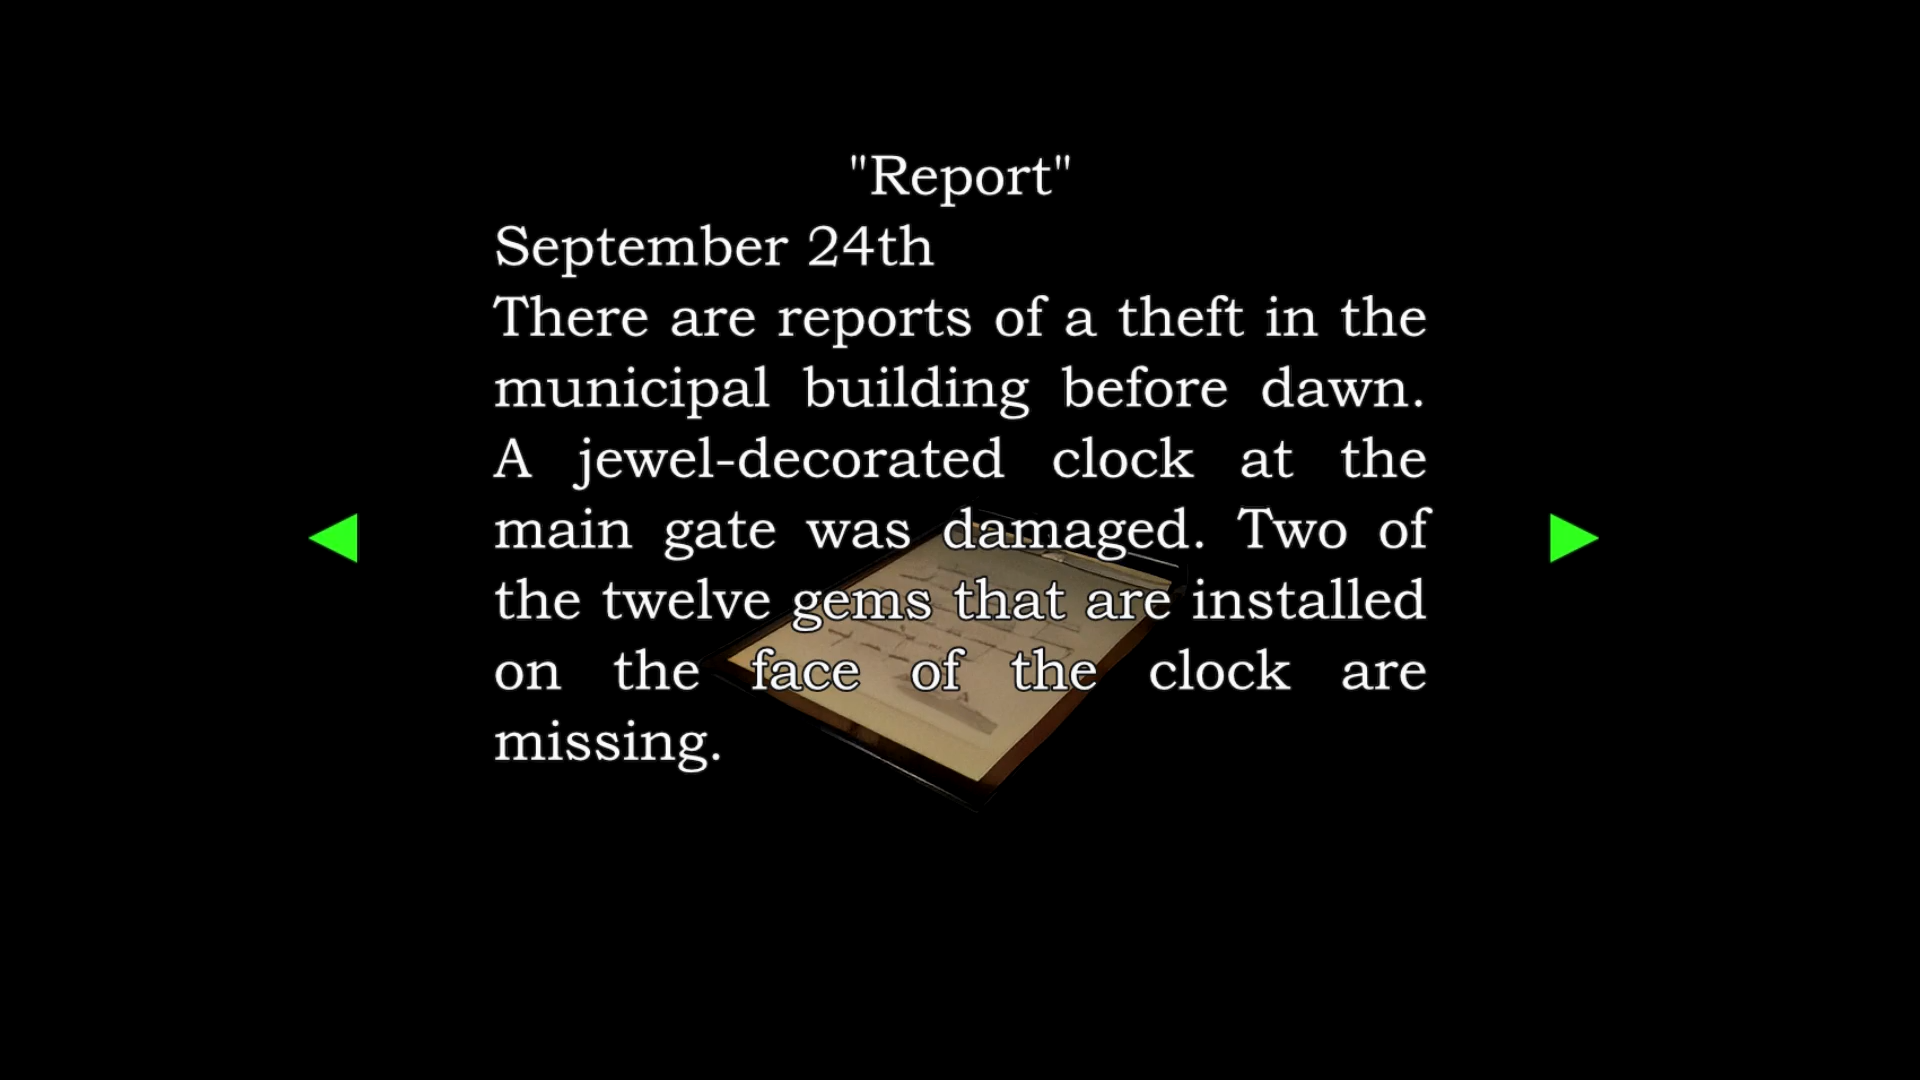 "Report"
September 24th
There are reports of a theft in the
municipal building before dawn.
A jewel-decorated clock at the
main gate was damaged. Two of
the twelve gems that are installed
on the face of the clock are
missing.